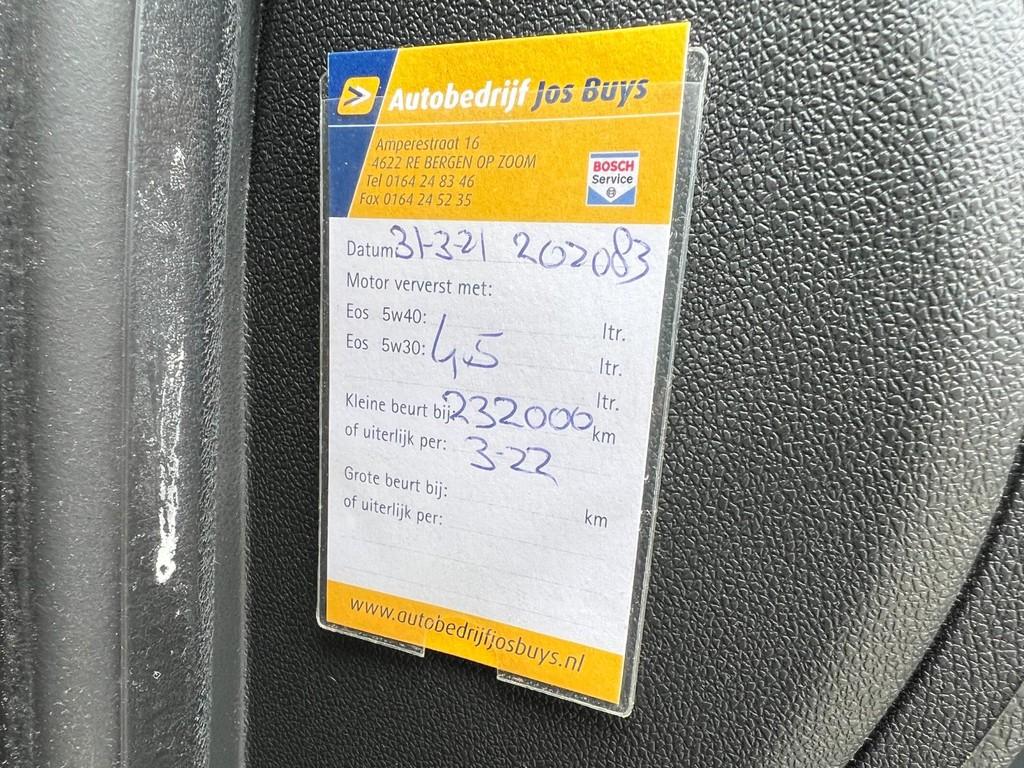 Autobedrijf Jos Buys
Amperestraat 16
4622 RE BERGEN OP ZOOM
Tel 0164 24 83 46
Fax 0164 24 52 35
BOSCH
Service
Datum 31-3-21 202083
Motor ververst met:
Eos 5w40: ltr.
Eos 5w30: 4,5 ltr.
ltr.
Kleine beurt bij 232000 km
of uiterlijk per: 3-22
Grote beurt bij: km
of uiterlijk per:
www.autobedrijfjosbuys.nl